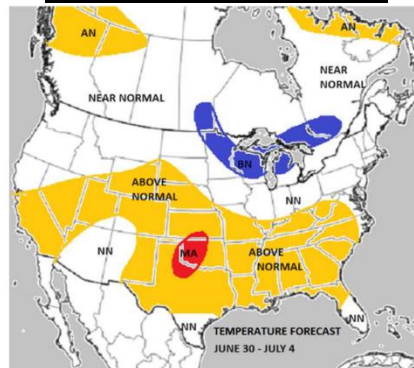 AN
AN
NEAR
NORMAL
NEAR NORMAL
BN
ABOVE
NORMAL
NN
NN
MA
ABOVE
NORMAL
NN
NN
TEMPERATURE FORECAST
JUNE 30 - JULY 4